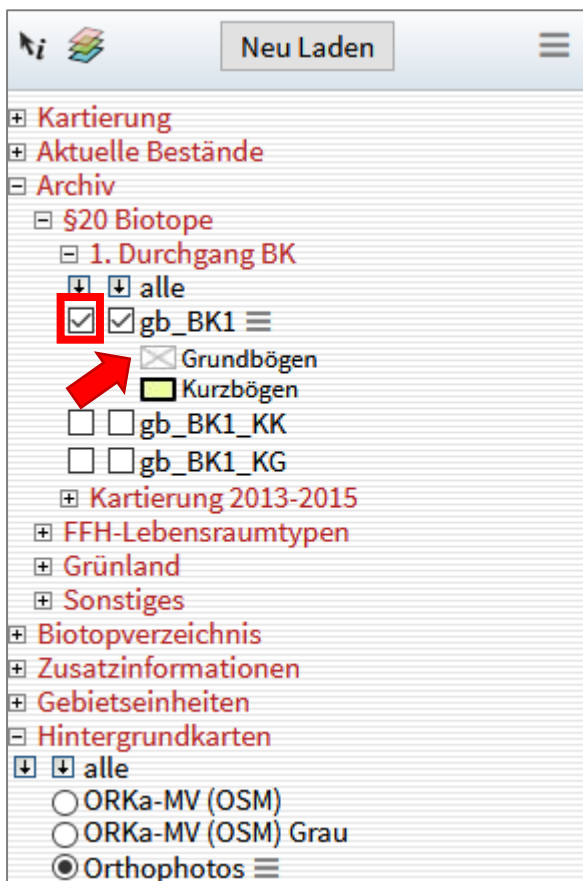 i Neu Laden
Kartierung
Aktuelle Bestände
Archiv
§20 Biotope
1. Durchgang BK
alle
gb_BK1
Grundbögen
Kurzbögen
gb_BK1_KK
gb_BK1_KG
Kartierung 2013-2015
FFH-Lebensraumtypen
Grünland
Sonstiges
Biotopverzeichnis
Zusatzinformationen
Gebietseinheiten
Hintergrundkarten
alle
ORKa-MV (OSM)
ORKa-MV (OSM) Grau
Orthophotos